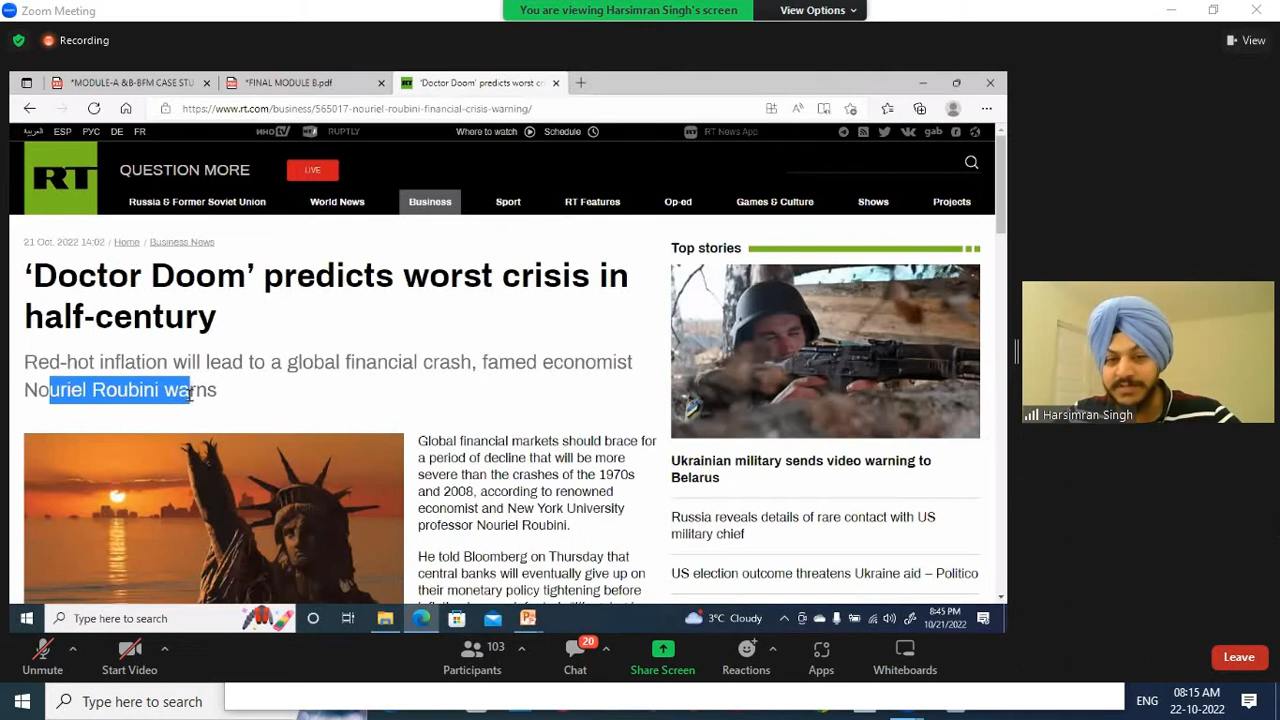 Zoom Meeting
You are viewing Harsimran Singh's screen
View Options
Recording
View
*MODULE-A &B-BFM CASE STU
*FINAL MODULE B.pdf
'Doctor Doom' predicts worst cri
https://www.rt.com/business/565017-nouriel-roubini-financial-crisis-warning/
العربية ESP РУС DE FR
ИНОTV
RUPTLY
Where to watch
Schedule
RT News App
gab
RT
QUESTION MORE
LIVE
Russia & Former Soviet Union
World News
Business
Sport
RT Features
Op-ed
Games & Culture
Shows
Projects
21 Oct, 2022 14:02 / Home / Business News
'Doctor Doom' predicts worst crisis in
half-century
Red-hot inflation will lead to a global financial crash, famed economist
Nouriel Roubini warns
Global financial markets should brace for
a period of decline that will be more
severe than the crashes of the 1970s
and 2008, according to renowned
economist and New York University
professor Nouriel Roubini.
He told Bloomberg on Thursday that
central banks will eventually give up on
their monetary policy tightening before
Top stories
Ukrainian military sends video warning to
Belarus
Russia reveals details of rare contact with US
military chief
US election outcome threatens Ukraine aid – Politico
Harsimran Singh
Type here to search
3°C Cloudy
8:45 PM
10/21/2022
Unmute
Start Video
103
Participants
20
Chat
Share Screen
Reactions
Apps
Whiteboards
Leave
Type here to search
ENG
08:15 AM
22-10-2022